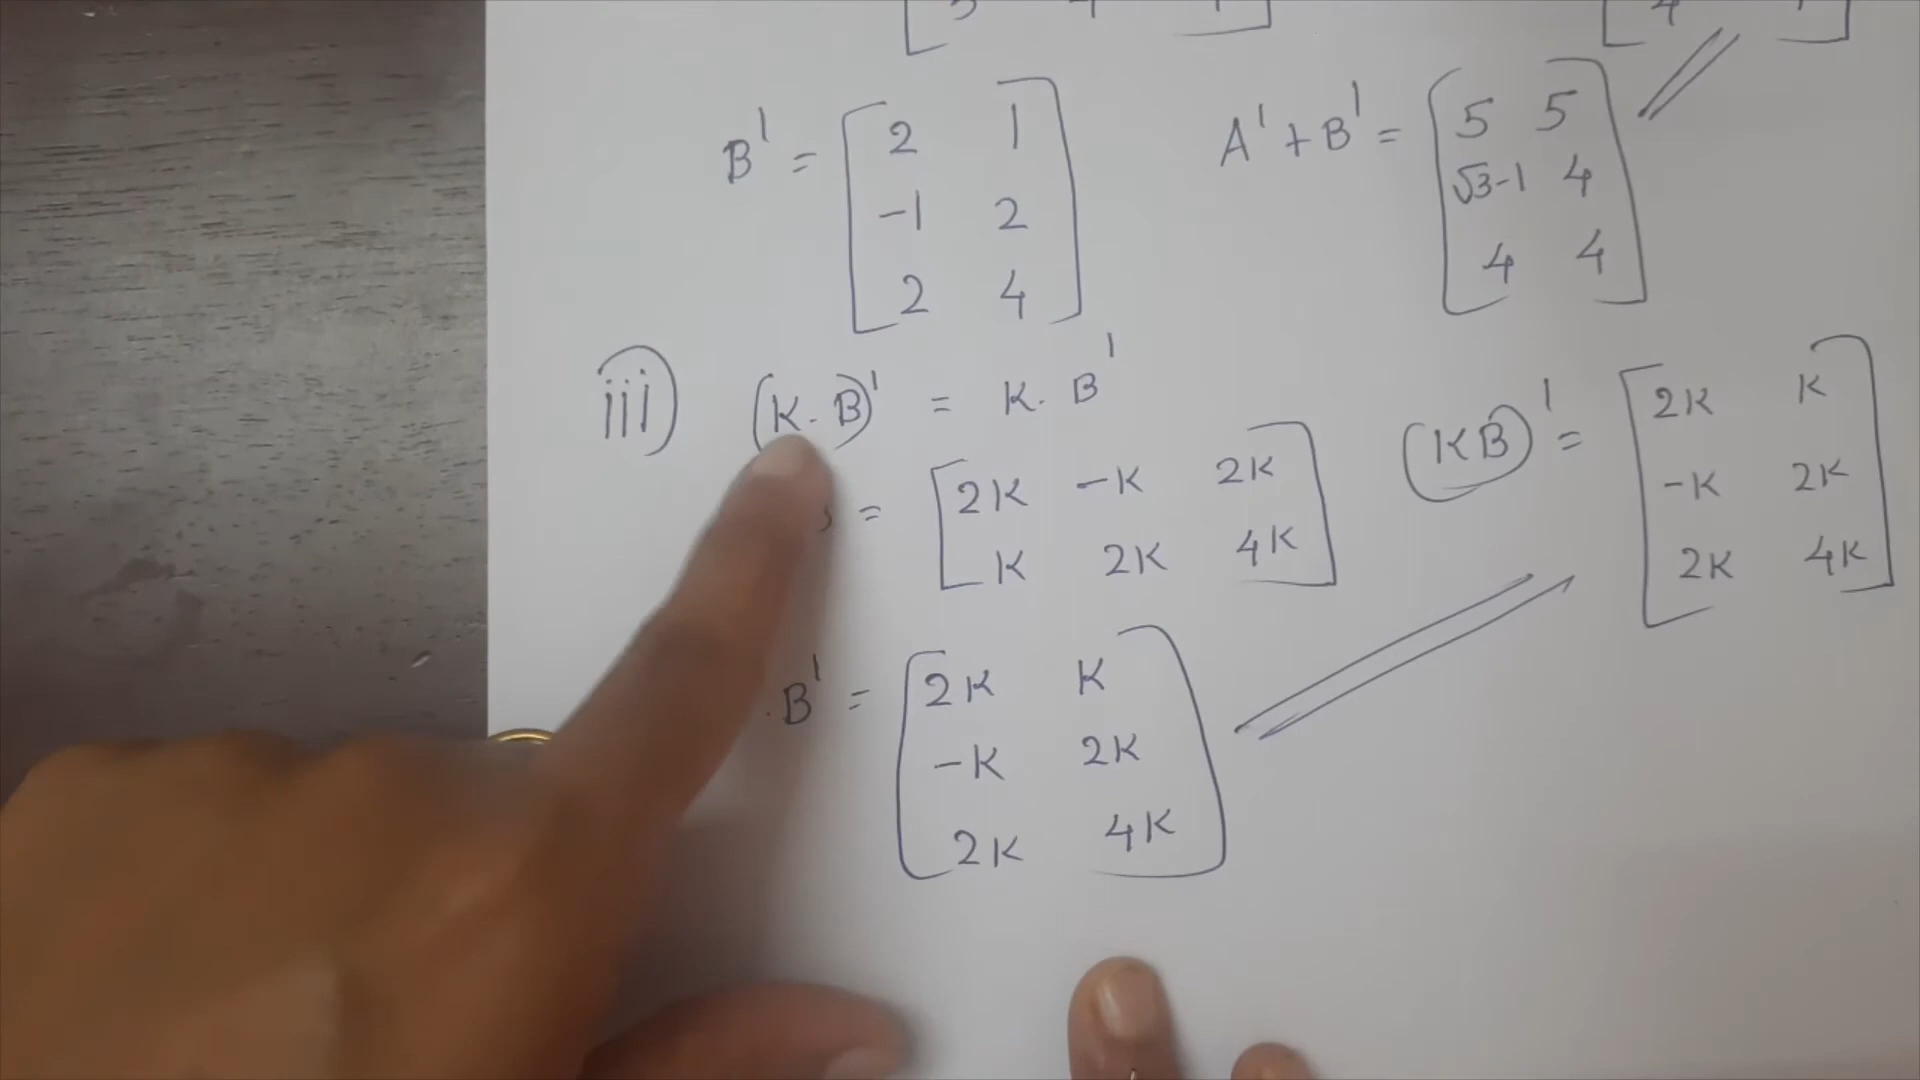 B' = [ 2 1
-1 2
2 4 ]
A' + B' = [ 5 5
√3-1 4
4 4 ]
iii) (K.B)' = K.B'
= [ 2K -K 2K
K 2K 4K ]
(KB)' = [ 2K K
-K 2K
2K 4K ]
.B' = [ 2K K
-K 2K
2K 4K ]